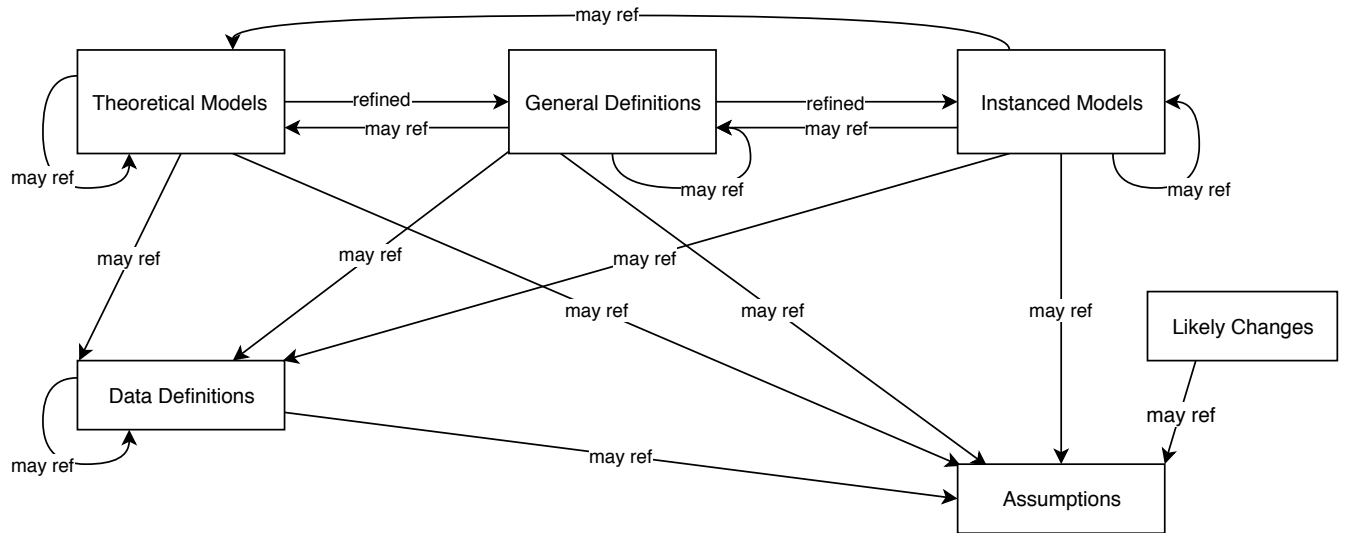 may ref
Theoretical Models
refined
General Definitions
refined
Instanced Models
may ref
may ref
may ref
may ref
may ref
may ref
may ref
may ref
may ref
may ref
may ref
may ref
Likely Changes
Data Definitions
may ref
may ref
may ref
Assumptions